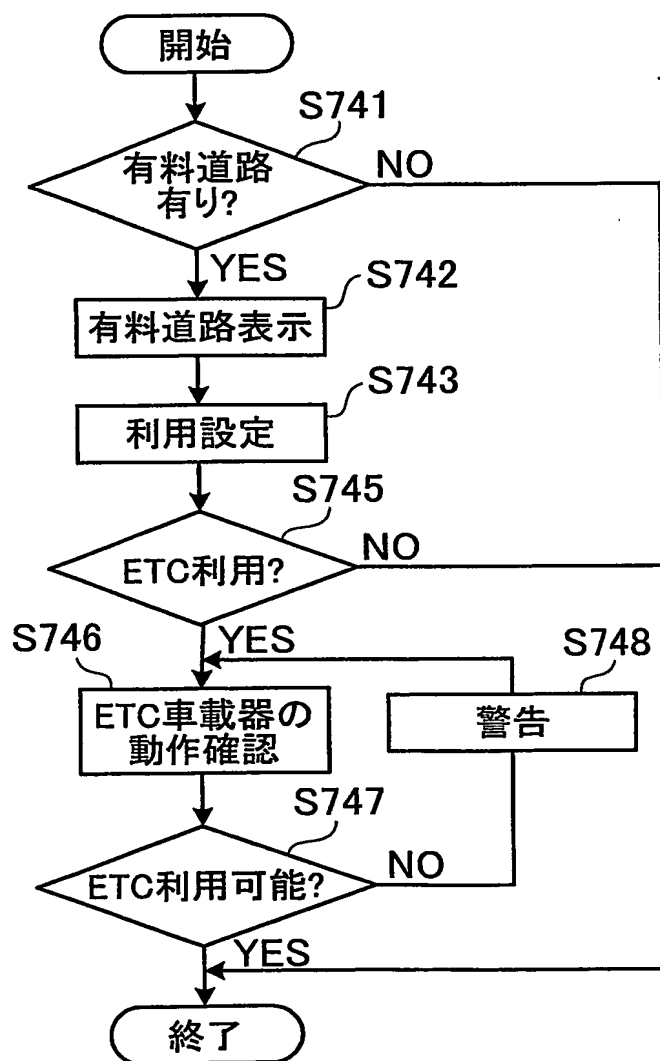 開始
S741
有料道路
有り?
NO
YES
S742
有料道路表示
S743
利用設定
S745
ETC利用?
NO
YES
S746
S748
ETC車載器の
動作確認
警告
S747
ETC利用可能?
NO
YES
終了